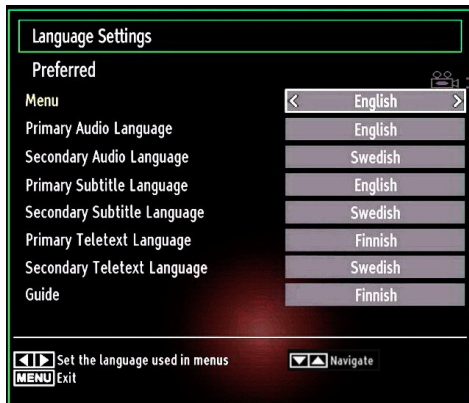 Language Settings
Preferred
Menu English
Primary Audio Language English
Secondary Audio Language Swedish
Primary Subtitle Language English
Secondary Subtitle Language Swedish
Primary Teletext Language Finnish
Secondary Teletext Language Swedish
Guide Finnish
Set the language used in menus Navigate
MENU Exit